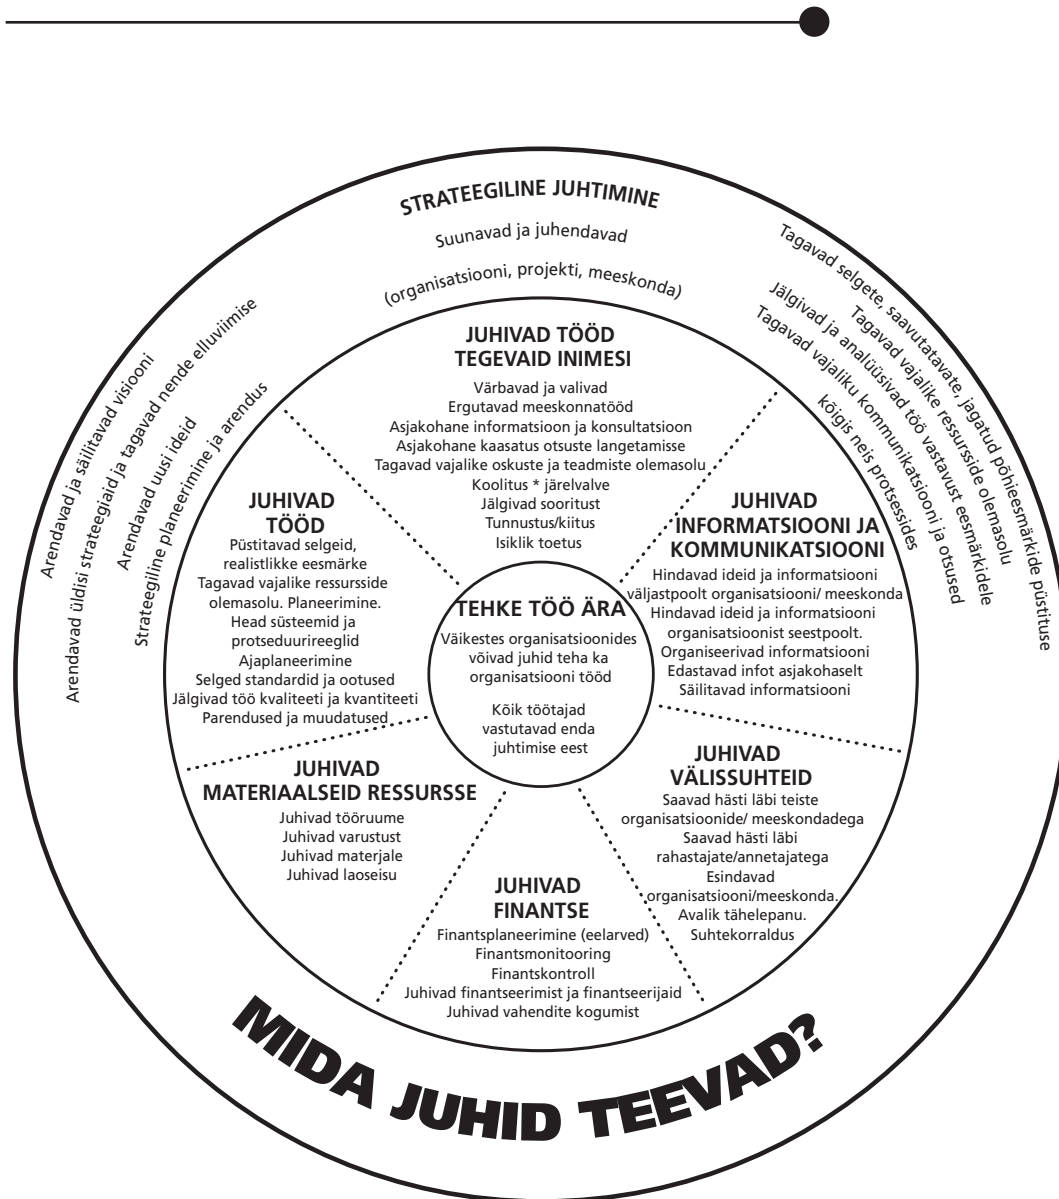 STRATEEGILINE JUHTIMINE
Suunavad ja juhendavad
(organisatsiooni, projekti, meeskonda)
Arendavad ja säilitavad visiooni
Arendavad üldisi strateegiaid ja tagavad nende elluviimise
Arendavad uusi ideid
Strateegiline planeerimine ja arendus
Tagavad selgete, saavutatavate, jagatud põhieesmärkide püstituse
Tagavad vajalike ressursside olemasolu
Jälgivad ja analüüsivad töö vastavust eesmärkidele
Tagavad vajaliku kommunikatsiooni ja otsused
kõigis neis protsessides
JUHIVAD TÖÖD
TEGEVAID INIMESI
Värbavad ja valivad
Ergutavad meeskonnatööd
Asjakohane informatsioon ja konsultatsioon
Asjakohane kaasatus otsuste langetamisse
Tagavad vajalike oskuste ja teadmiste olemasolu
Koolitus * järelvalve
Jälgivad sooritust
Tunnustus/kiitus
Isiklik toetus
JUHIVAD
TÖÖD
Püstitavad selgeid,
realistlikke eesmärke
Tagavad vajalike ressursside
olemasolu. Planeerimine.
Head süsteemid ja
protseduurireeglid
Ajaplaneerimine
Selged standardid ja ootused
Jälgivad töö kvaliteeti ja kvantiteeti
Parendused ja muudatused
JUHIVAD
INFORMATSIOONI JA
KOMMUNIKATSIOONI
Hindavad ideid ja informatsiooni
väljastpoolt organisatsiooni/ meeskonda
Hindavad ideid ja informatsiooni
organisatsioonist seestpoolt.
Organiseerivad informatsiooni
Edastavad infot asjakohaselt
Säilitavad informatsiooni
TEHKE TÖÖ ÄRA
Väikestes organisatsioonides
võivad juhid teha ka
organisatsiooni tööd
Kõik töötajad
vastutavad enda
juhtimise eest
JUHIVAD
MATERIAALSEID RESSURSSE
Juhivad tööruume
Juhivad varustust
Juhivad materjale
Juhivad laoseisu
JUHIVAD
VÄLISSUHTEID
Saavad hästi läbi teiste
organisatsioonide/ meeskondadega
Saavad hästi läbi
rahastajate/annetajatega
Esindavad
organisatsiooni/meeskonda.
Avalik tähelepanu.
Suhtekorraldus
JUHIVAD
FINANTSE
Finantsplaneerimine (eelarved)
Finantsmonitooring
Finantskontroll
Juhivad finantseerimist ja finantseerijaid
Juhivad vahendite kogumist
MIDA JUHID TEEVAD?